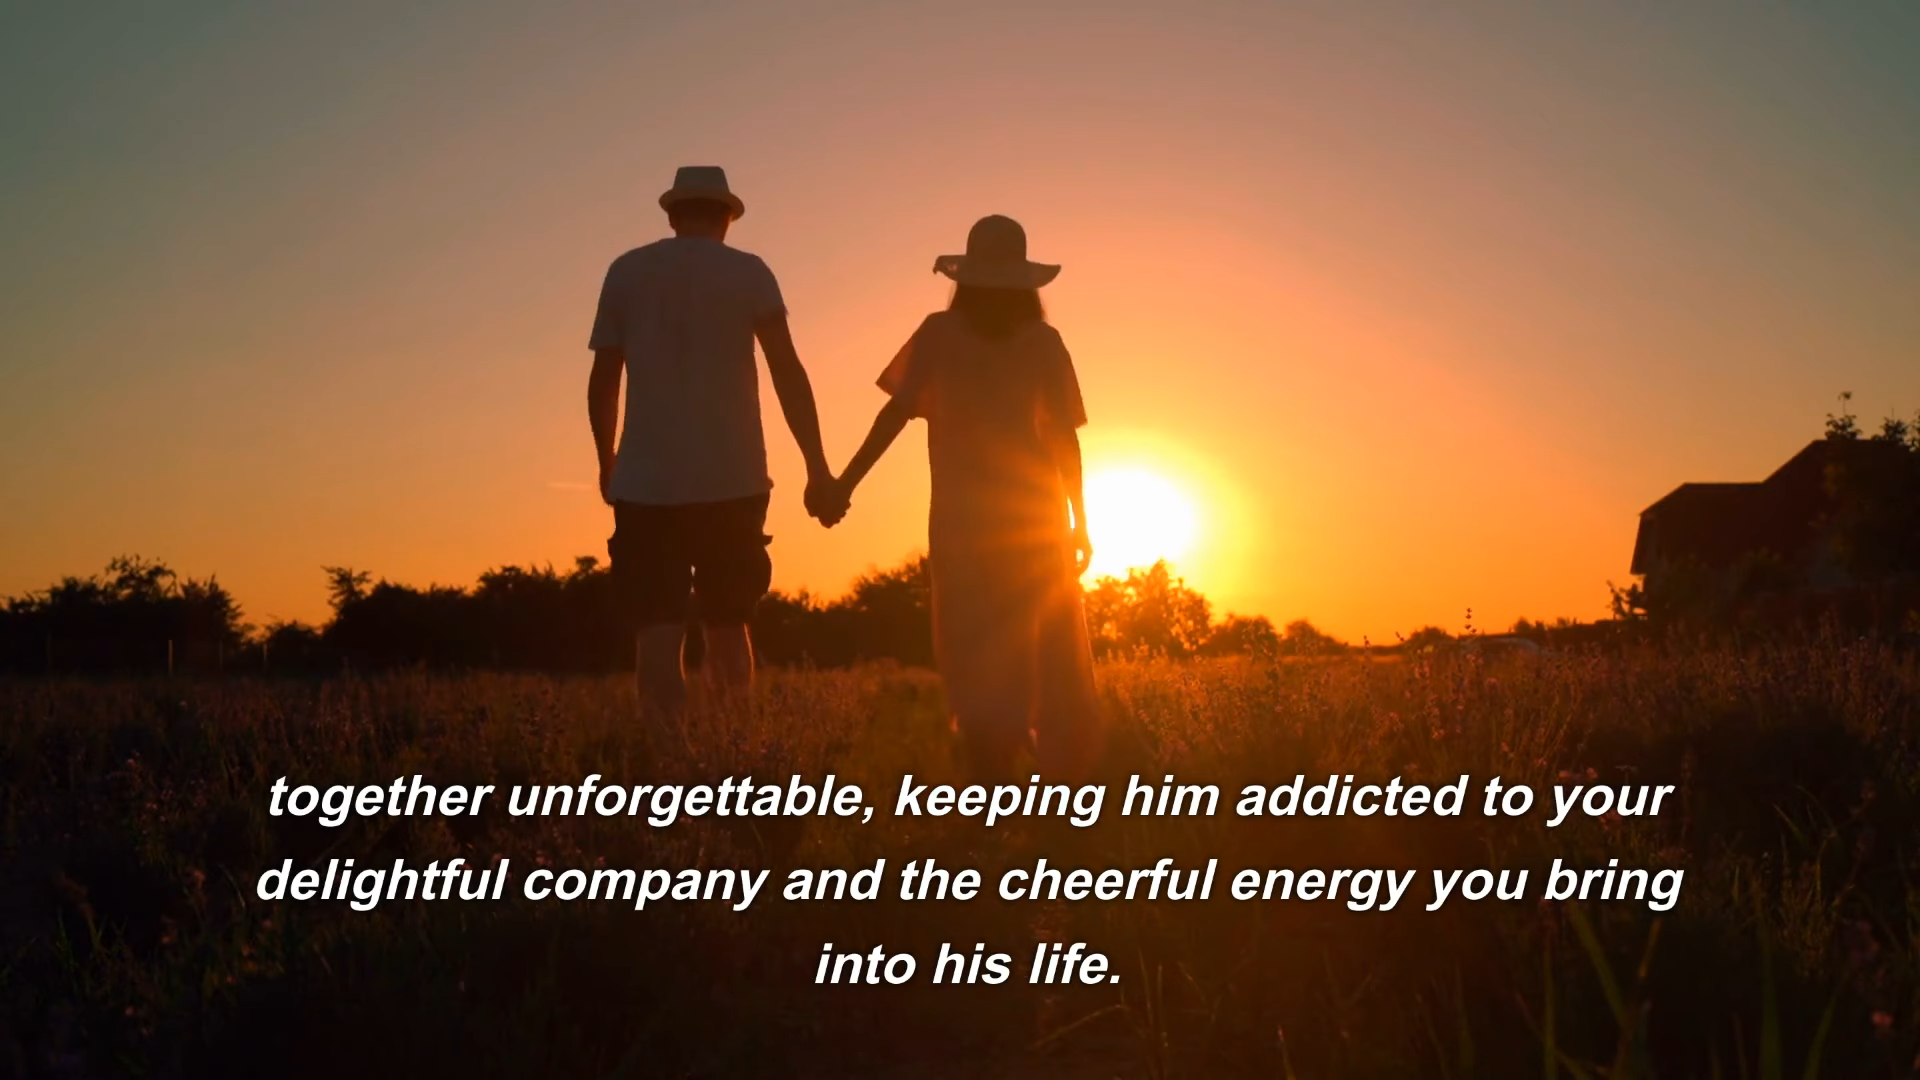 together unforgettable, keeping him addicted to your
delightful company and the cheerful energy you bring
into his life.